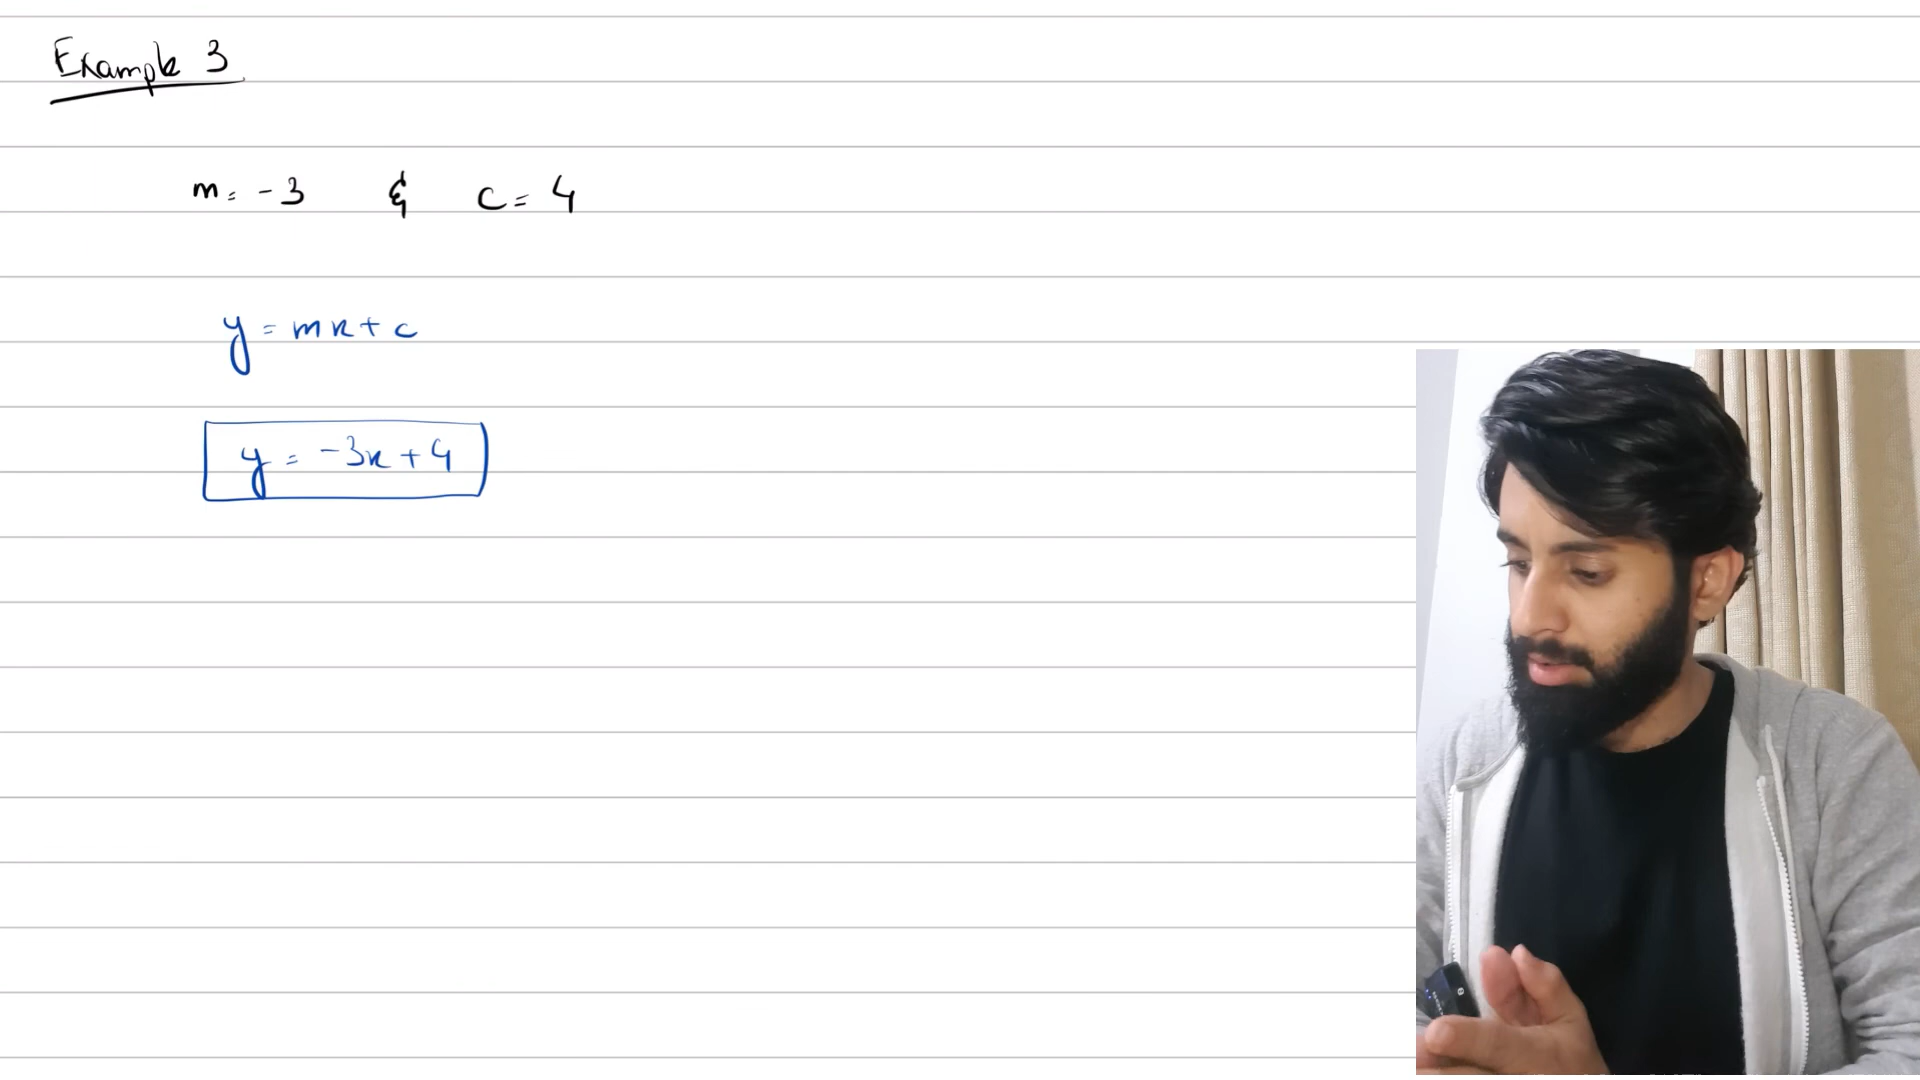 Example 3
m = -3 & c = 4
y = mx + c
y = -3x + 4